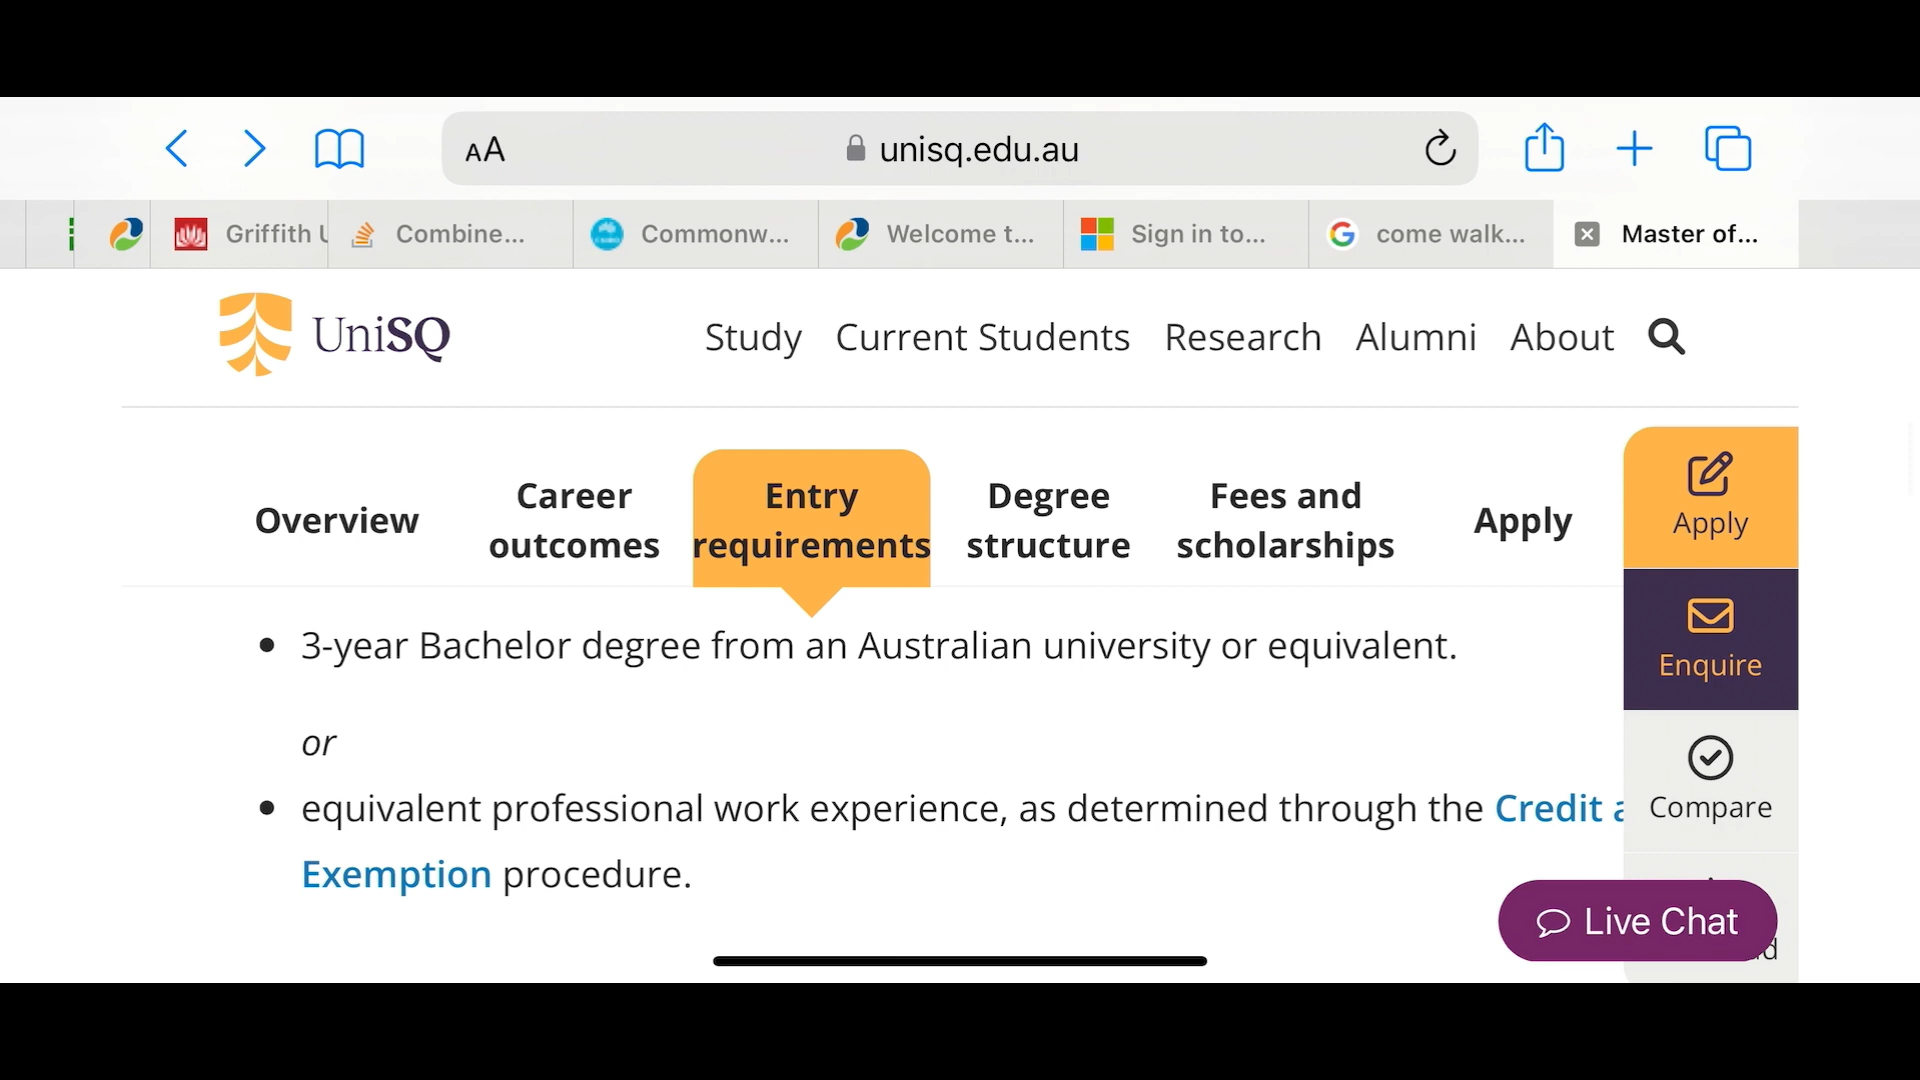 AA unisq.edu.au
Griffith U Combine... Commonw... Welcome t... Sign in to... come walk... Master of...
UniSQ Study Current Students Research Alumni About
Overview Career outcomes Entry requirements Degree structure Fees and scholarships Apply
Apply
Enquire
Compare
• 3-year Bachelor degree from an Australian university or equivalent.
or
• equivalent professional work experience, as determined through the Credit a
Exemption procedure.
Live Chat